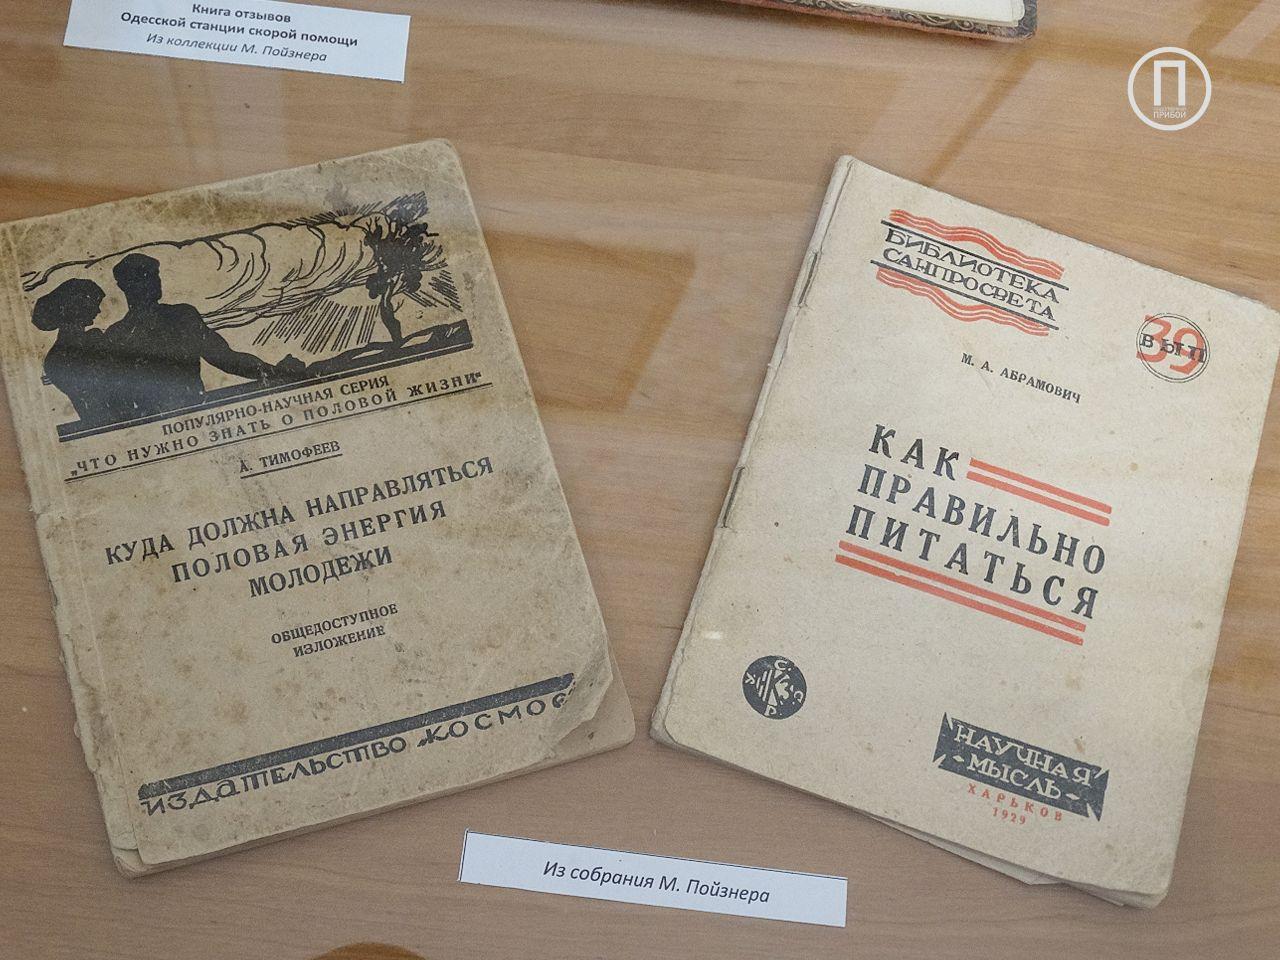 Книга отзывов
Одесской станции скорой помощи
Из коллекции М. Пойзнера
П
ПРИБОЙ
ПОПУЛЯРНО-НАУЧНАЯ СЕРИЯ
„ЧТО НУЖНО ЗНАТЬ О ПОЛОВОЙ ЖИЗНИ“
А. ТИМОФЕЕВ
КУДА ДОЛЖНА НАПРАВЛЯТЬСЯ
ПОЛОВАЯ ЭНЕРГИЯ
МОЛОДЕЖИ
ОБЩЕДОСТУПНОЕ
ИЗЛОЖЕНИЕ
ИЗДАТЕЛЬСТВО „КОСМОС“
БИБЛИОТЕКА
САНПРОСВЕТА
39
ВЫП
М. А. АБРАМОВИЧ
КАК
ПРАВИЛЬНО
ПИТАТЬСЯ
НАУЧНАЯ
МЫСЛЬ
ХАРЬКОВ
1929
Из собрания М. Пойзнера